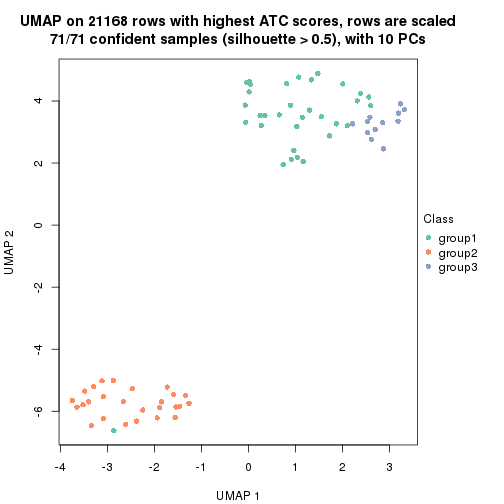 UMAP on 21168 rows with highest ATC scores, rows are scaled
71/71 confident samples (silhouette > 0.5), with 10 PCs
4
2
0
-2
-4
-6
UMAP 2
-4
-3
-2
-1
0
1
2
3
UMAP 1
Class
group1
group2
group3